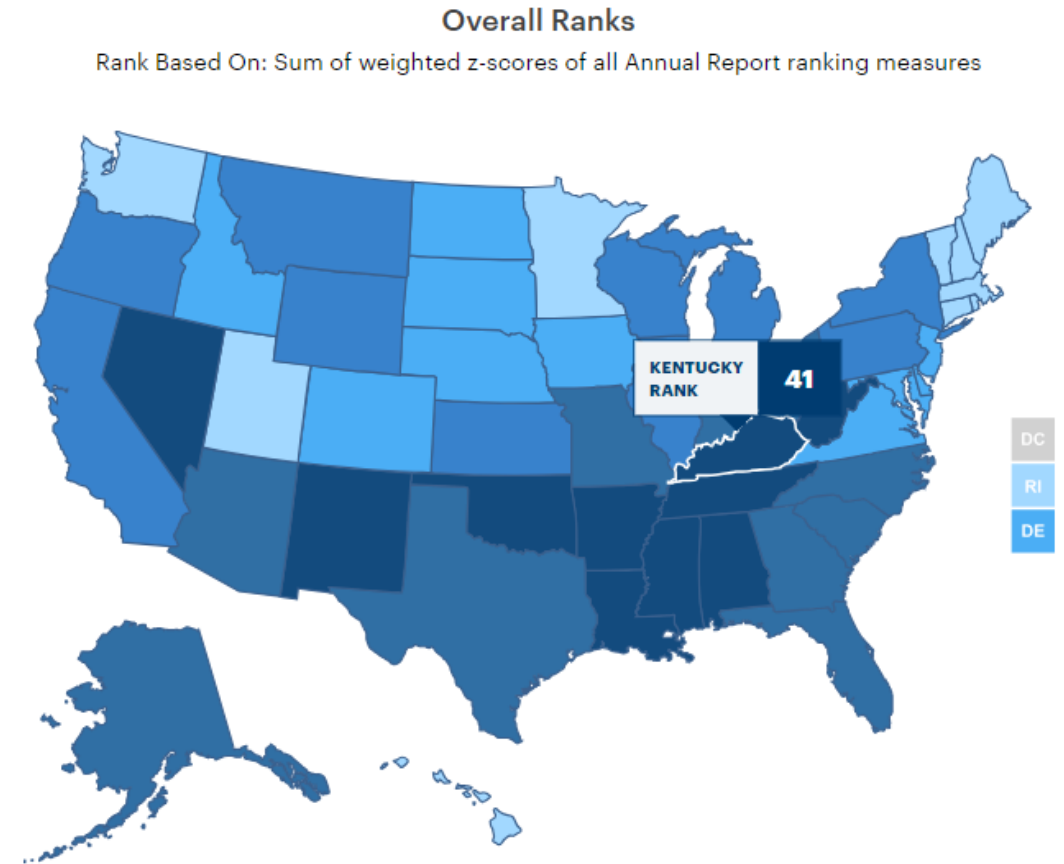 Overall Ranks
Rank Based On: Sum of weighted z-scores of all Annual Report ranking measures
KENTUCKY
RANK
41
DC
RI
DE